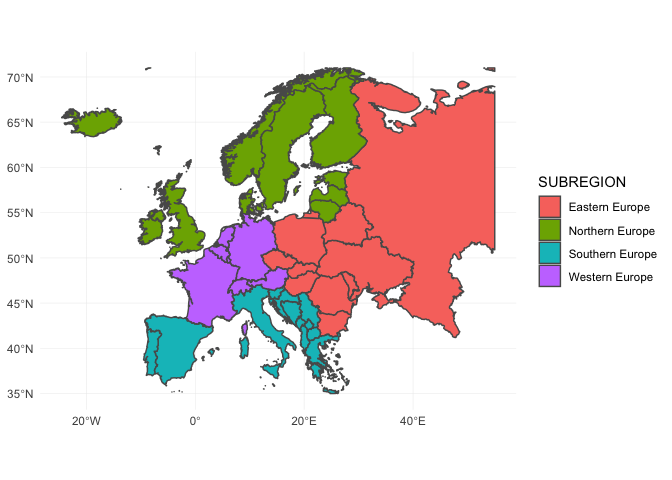 70°N
65°N
60°N
55°N
50°N
45°N
40°N
35°N
20°W 0° 20°E 40°E
SUBREGION
Eastern Europe
Northern Europe
Southern Europe
Western Europe